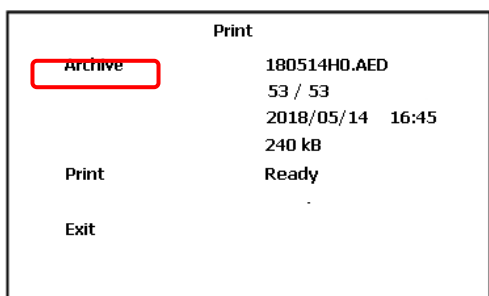 Print
Archive 180514H0.AED
53 / 53
2018/05/14 16:45
240 kB
Print Ready
.
Exit